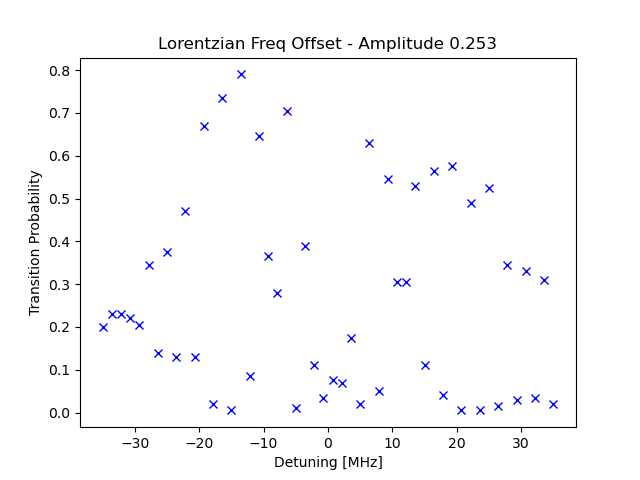 Lorentzian Freq Offset - Amplitude 0.253
Transition Probability
0.8
0.7
0.6
0.5
0.4
0.3
0.2
0.1
0.0
−30 −20 −10 0 10 20 30
Detuning [MHz]